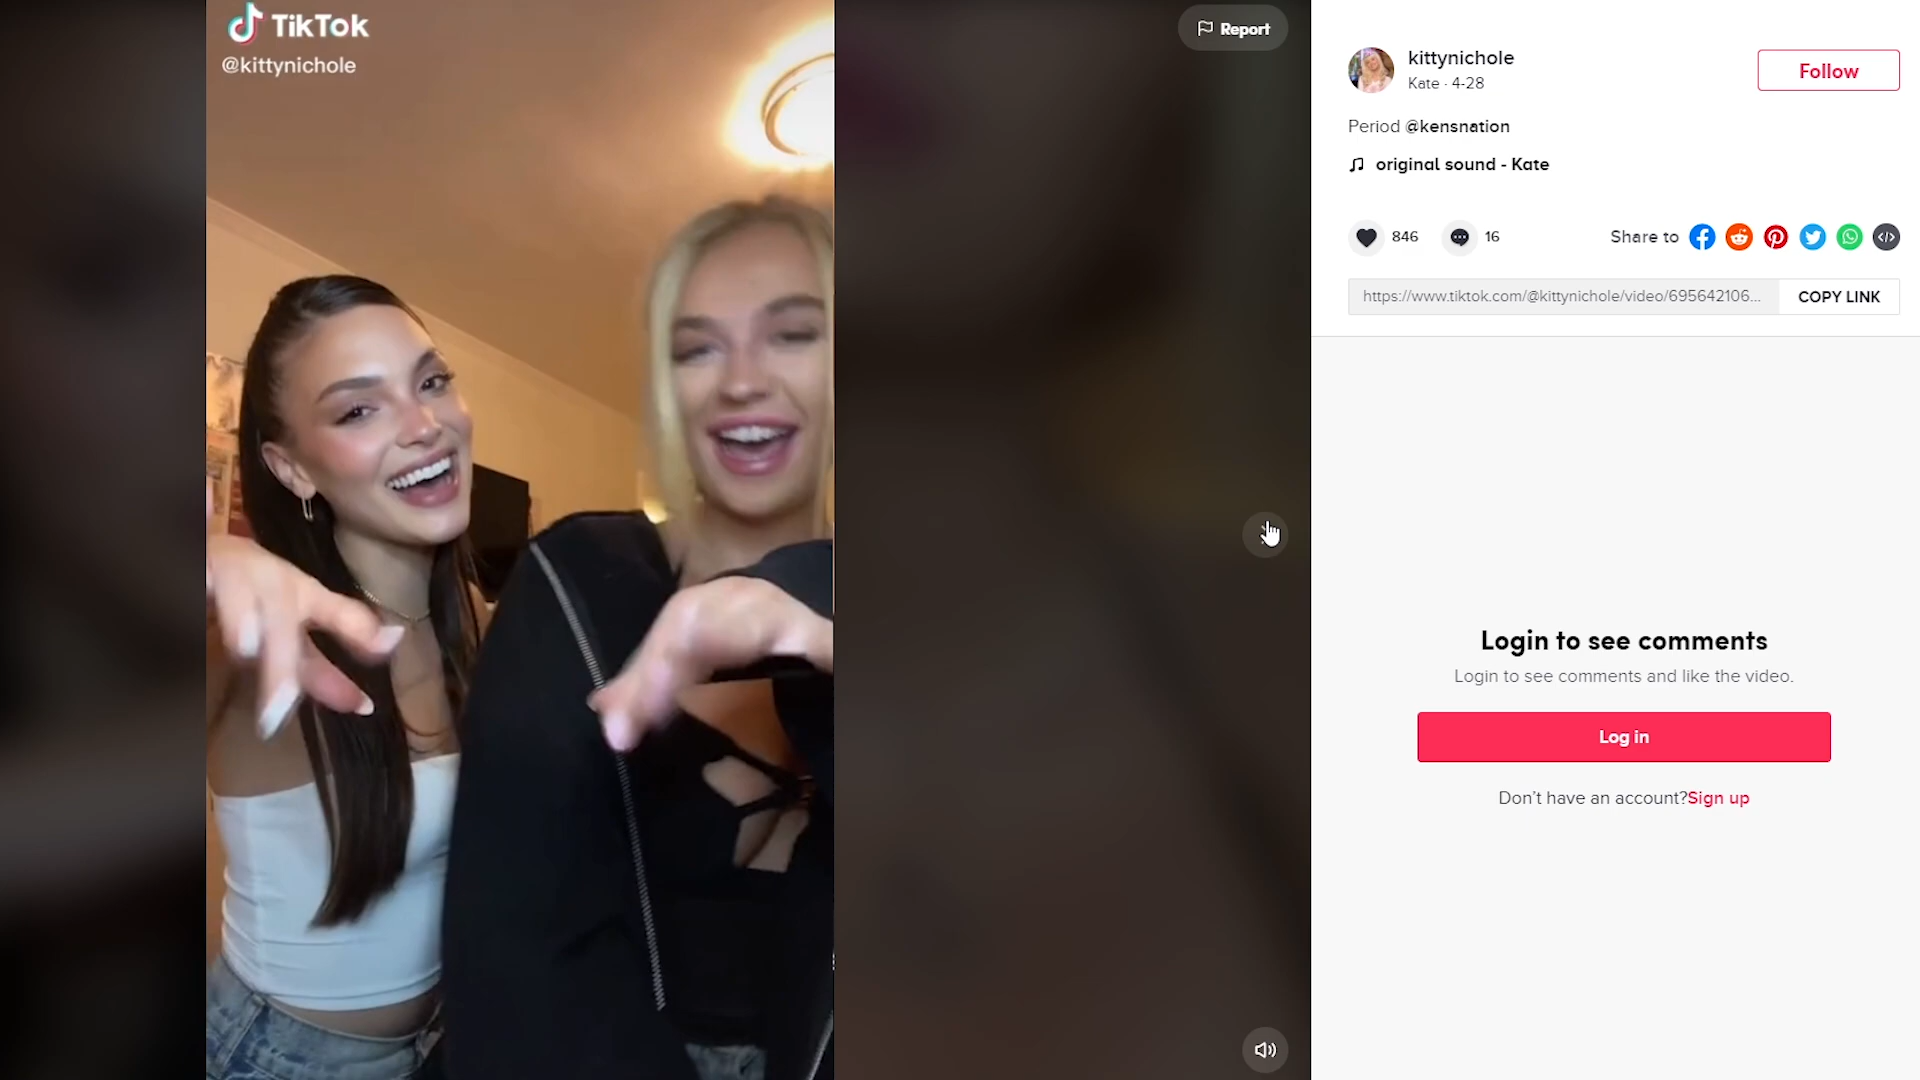 TikTok
@kittynichole
Report
kittynichole
Kate · 4-28
Follow
Period @kensnation
original sound - Kate
846
16
Share to
https://www.tiktok.com/@kittynichole/video/695642106...
COPY LINK
Login to see comments
Login to see comments and like the video.
Log in
Don't have an account?Sign up